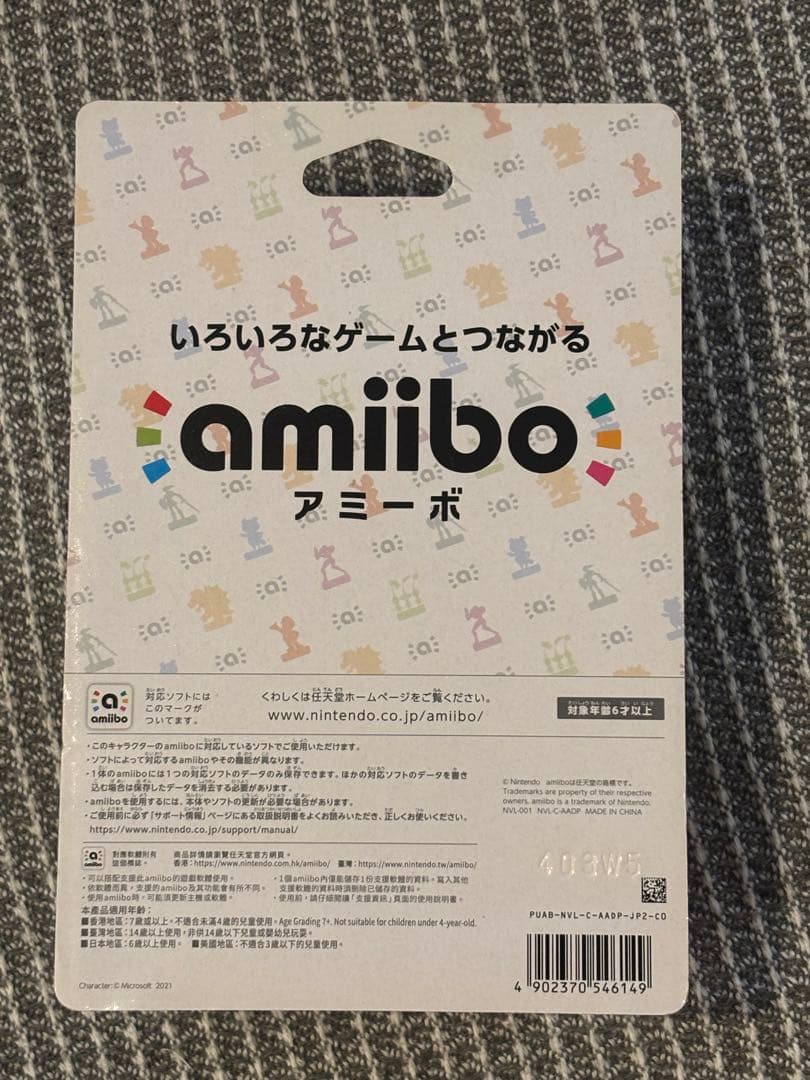 いろいろなゲームとつながる
amiibo
アミーボ
a
amiibo
対応ソフトには
このマークが
ついてます。
くわしくは任天堂ホームページをご覧ください。
www.nintendo.co.jp/amiibo/
対象年齢6才以上
・このキャラクターのamiiboに対応しているソフトでご使用いただけます。
・ソフトによって対応するamiiboやその機能が異なります。
・1体のamiiboには1つの対応ソフトのデータのみ保存できます。ほかの対応ソフトのデータを書き
込む場合は保存したデータを消去する必要があります。
・amiiboを使用するには、本体やソフトの更新が必要な場合があります。
・ご使用前に必ず「サポート情報」ページにある取扱説明書をよくお読みいただき、正しくお使いください。
https://www.nintendo.co.jp/support/manual/
© Nintendo amiiboは任天堂の商標です。
Trademarks are property of their respective
owners. amiibo is a trademark of Nintendo.
NVL-001 NVL-C-AADP MADE IN CHINA
對應軟體附有
這個標誌。
商品詳情請瀏覽任天堂官方網頁。
香港：https://www.nintendo.com.hk/amiibo/ 臺灣：https://www.nintendo.tw/amiibo/
・可以搭配支援此amiibo的遊戲軟體使用。
・依軟體而異，支援的amiibo及其功能會有所不同。
・使用amiibo時，可能須更新主機或軟體。
・1個amiibo內僅能儲存1份支援軟體的資料。寫入其他
支援軟體的資料時須刪除已儲存的資料。
・使用前，請仔細閱讀「支援資訊」頁面的使用說明書。
本產品適用年齡：
■香港地區：7歲或以上。不適合未滿4歲的兒童使用。Age Grading 7+. Not suitable for children under 4-year-old.
■臺灣地區：14歲以上使用，非供14歲以下兒童或嬰幼兒玩耍。
■日本地區：6歲以上使用。 ■美國地區：不適合3歲以下的兒童使用。
408W5
PUAB-NVL-C-AADP-JP2-C0
4 902370 546149
Character: © Microsoft 2021